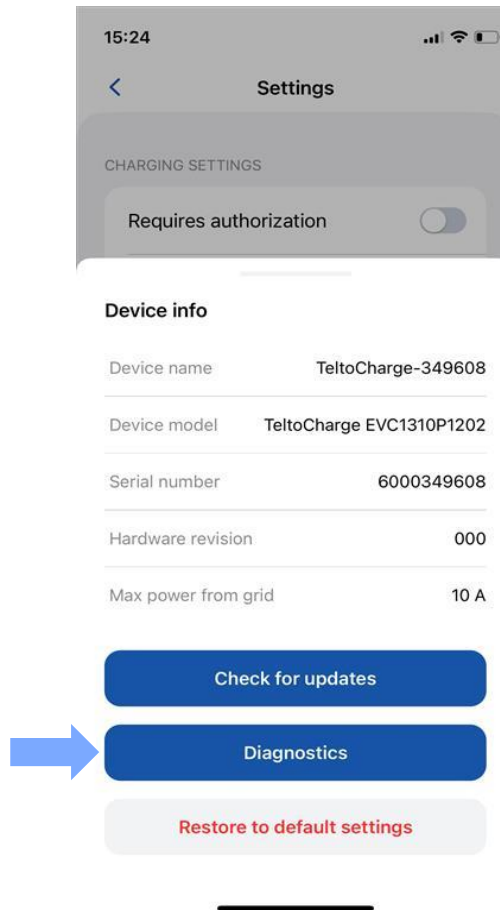 15:24
Settings
CHARGING SETTINGS
Requires authorization
Device info
Device name TeltoCharge-349608
Device model TeltoCharge EVC1310P1202
Serial number 6000349608
Hardware revision 000
Max power from grid 10 A
Check for updates
Diagnostics
Restore to default settings